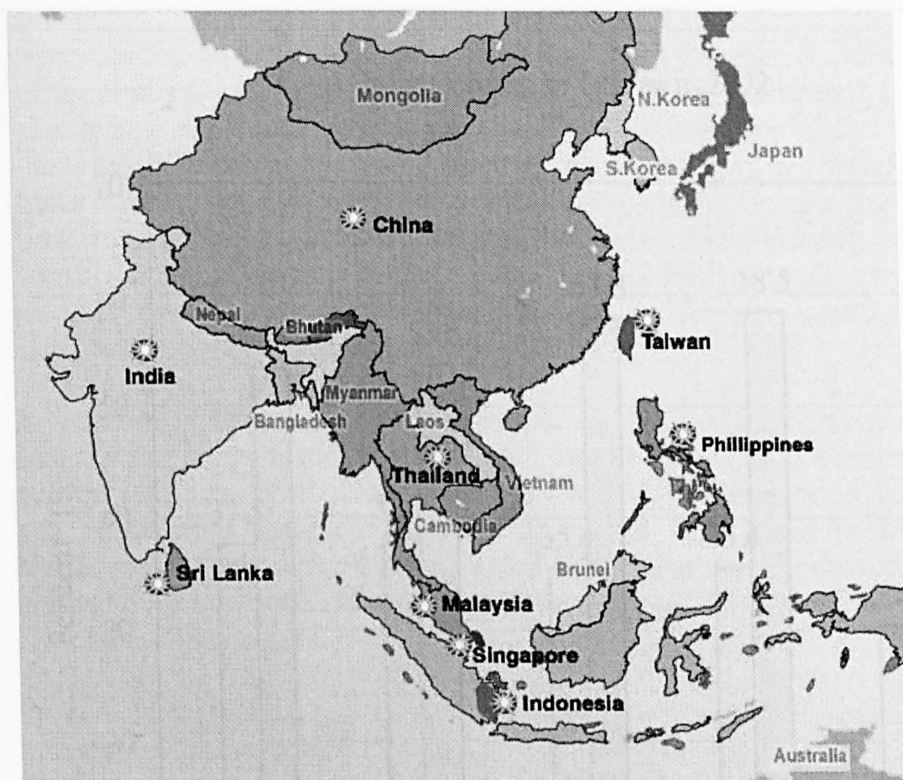 Mongolia
N.Korea
Japan
S.Korea
China
Nepal
Bhutan
Taiwan
India
Myanmar
Bangladesh
Laos
Phillippines
Thailand
Vietnam
Cambodia
Brunei
Sri Lanka
Malaysia
Singapore
Indonesia
Australia